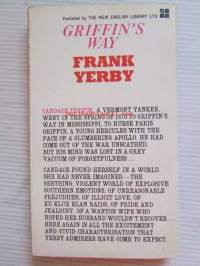 Published by THE NEW ENGLISH LIBRARY LTD
GRIFFIN'S
WAY
FRANK
YERBY
CANDACE TREVOR, A VERMONT YANKEE,
WENT IN THE SPRING OF 1870 TO GRIFFIN'S
WAY IN MISSISSIPPI, TO NURSE PARIS
GRIFFIN, A YOUNG HERCULES WITH THE
FACE OF A SLUMBERING APOLLO. HE HAD
COME OUT OF THE WAR UNSCATHED,
BUT HIS MIND WAS LOST IN A GREY
VACUUM OF FORGETFULNESS...
CANDACE FOUND HERSELF IN A WORLD
SHE HAD NEVER IMAGINED—THE
SEETHING, VIOLENT WORLD OF EXPLOSIVE
SOUTHERN EMOTIONS, OF UNREASONABLE
PREJUDICES, OF ILLICIT LOVE, OF
KU KLUX KLAN RAIDS, OF PRIDE AND
JEALOUSY, OF A WANTON WIFE WHO
HOPED HER HUSBAND WOULDN'T RECOVER...
HERE AGAIN IS ALL THE EXCITEMENT
AND VIVID CHARACTERISATION THAT
YERBY ADMIRERS HAVE COME TO EXPECT.